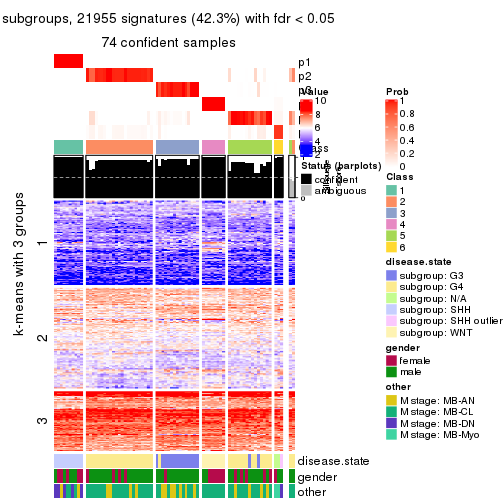 subgroups, 21955 signatures (42.3%) with fdr < 0.05
74 confident samples
p1
p2
Value
10
8
6
4
2
Prob
1
0.8
0.6
0.4
0.2
0
Status (barplots)
confident
ambiguous
Class
1
2
3
4
5
6
disease.state
subgroup: G3
subgroup: G4
subgroup: N/A
subgroup: SHH
subgroup: SHH outlier
subgroup: WNT
gender
female
male
other
M stage: MB-AN
M stage: MB-CL
M stage: MB-DN
M stage: MB-Myo
k-means with 3 groups
1
2
3
disease.state
gender
other